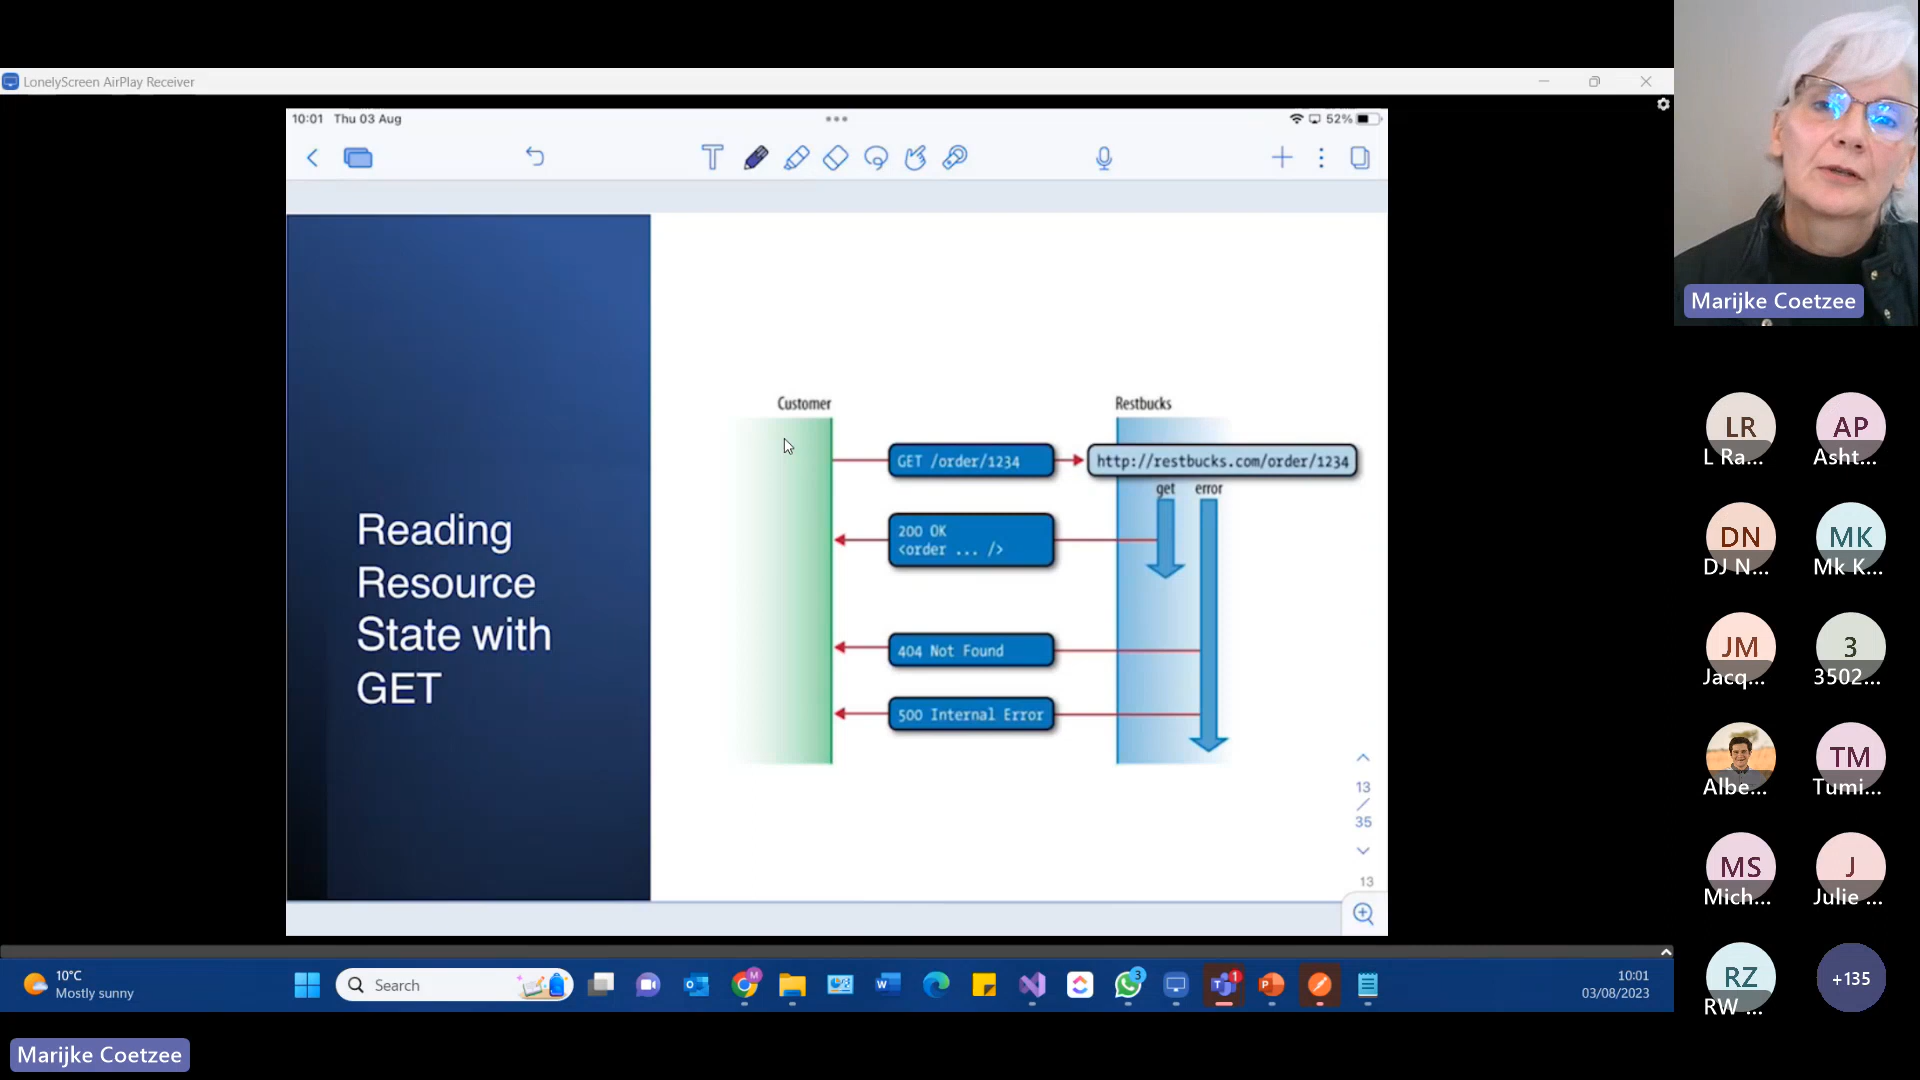 LonelyScreen AirPlay Receiver
10:01 Thu 03 Aug
52%
T
Customer
Restbucks
GET /order/1234
http://restbucks.com/order/1234
get error
200 OK
<order ... />
404 Not Found
500 Internal Error
Reading
Resource
State with
GET
13
/
35
13
Marijke Coetzee
LR
L Ra...
AP
Asht...
DN
DJ N...
MK
Mk K...
JM
Jacq...
3
3502...
Albe...
TM
Tumi...
MS
Mich...
J
Julie ...
RZ
RW ...
+135
10°C
Mostly sunny
Search
M
3
1
10:01
03/08/2023
Marijke Coetzee